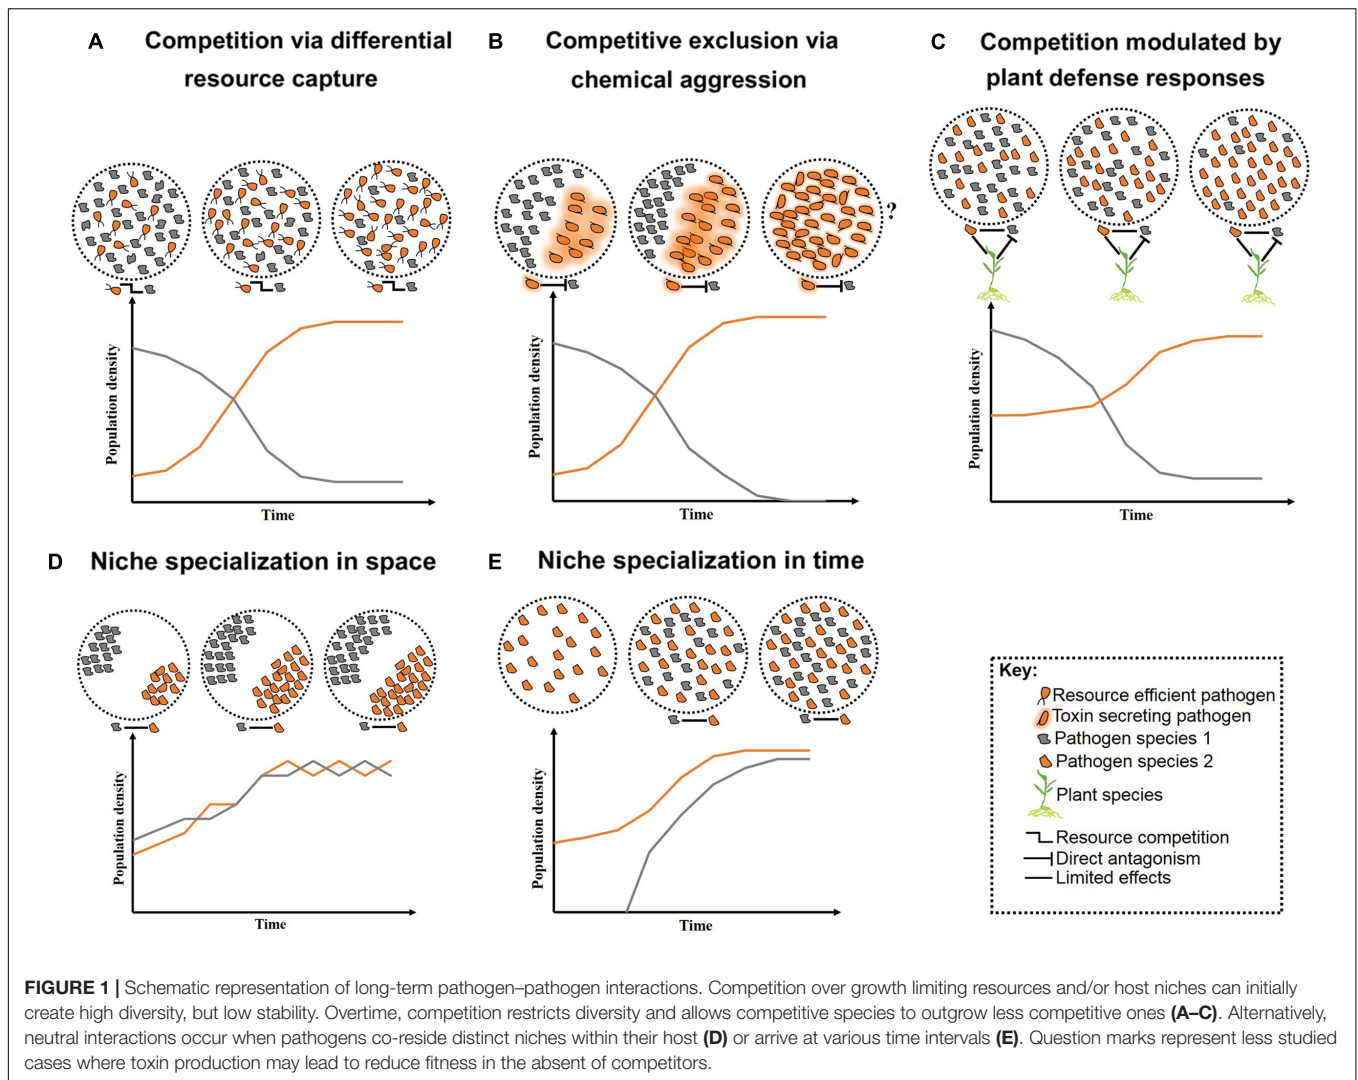 A Competition via differential
resource capture
B Competitive exclusion via
chemical aggression
C Competition modulated by
plant defense responses
?
Population density
Time
Population density
Time
Population density
Time
D Niche specialization in space
E Niche specialization in time
Population density
Time
Population density
Time
Key:
Resource efficient pathogen
Toxin secreting pathogen
Pathogen species 1
Pathogen species 2
Plant species
Resource competition
Direct antagonism
Limited effects
FIGURE 1 | Schematic representation of long-term pathogen–pathogen interactions. Competition over growth limiting resources and/or host niches can initially
create high diversity, but low stability. Overtime, competition restricts diversity and allows competitive species to outgrow less competitive ones (A–C). Alternatively,
neutral interactions occur when pathogens co-reside distinct niches within their host (D) or arrive at various time intervals (E). Question marks represent less studied
cases where toxin production may lead to reduce fitness in the absent of competitors.